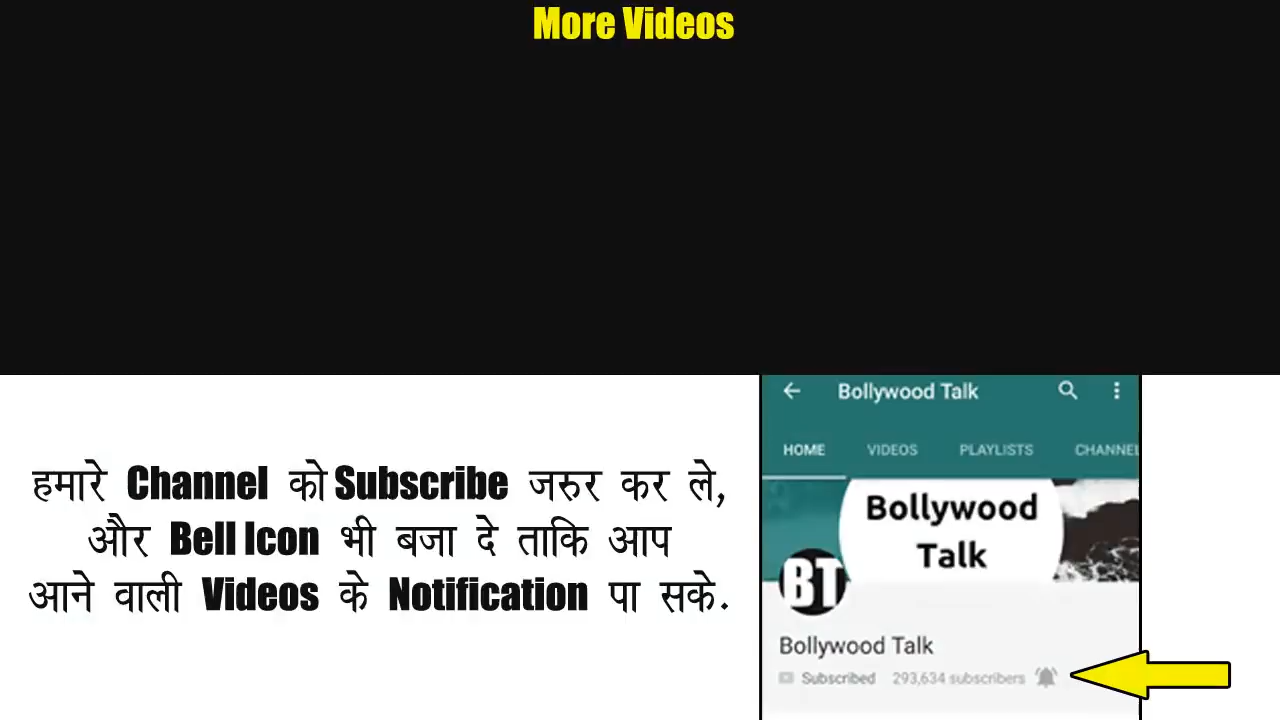 More Videos
हमारे Channel को Subscribe जरुर कर ले,
और Bell Icon भी बजा दे ताकि आप
आने वाली Videos के Notification पा सके.
Bollywood Talk
HOME VIDEOS PLAYLISTS CHANNEL
Bollywood
Talk
BT
Bollywood Talk
Subscribed 293,634 subscribers